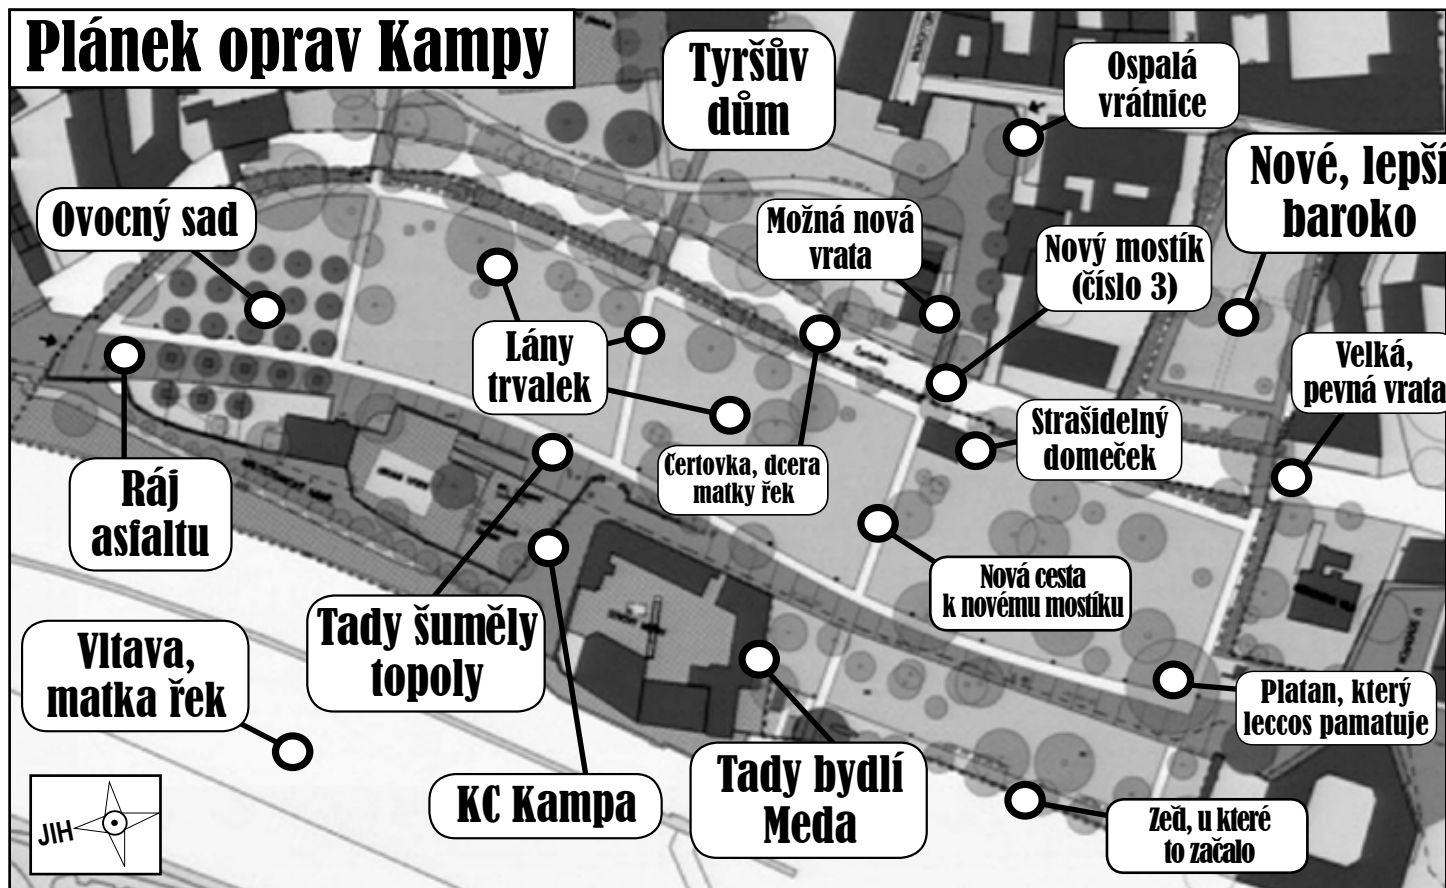 Plánek oprav Kampy
Tyršův
dům
Ospalá
vrátnice
Nové, lepší
baroko
Ovocný sad
Možná nová
vrata
Nový mostík
(číslo 3)
Lány
trvalek
Velká,
pevná vrata
Strašidelný
domeček
Čertovka, dcera
matky řek
Ráj
asfaltu
Nová cesta
k novému mostíku
Tady šuměly
topoly
Vltava,
matka řek
Platan, který
leccos pamatuje
KC Kampa
Tady bydlí
Meda
Zeď, u které
to začalo
JIH